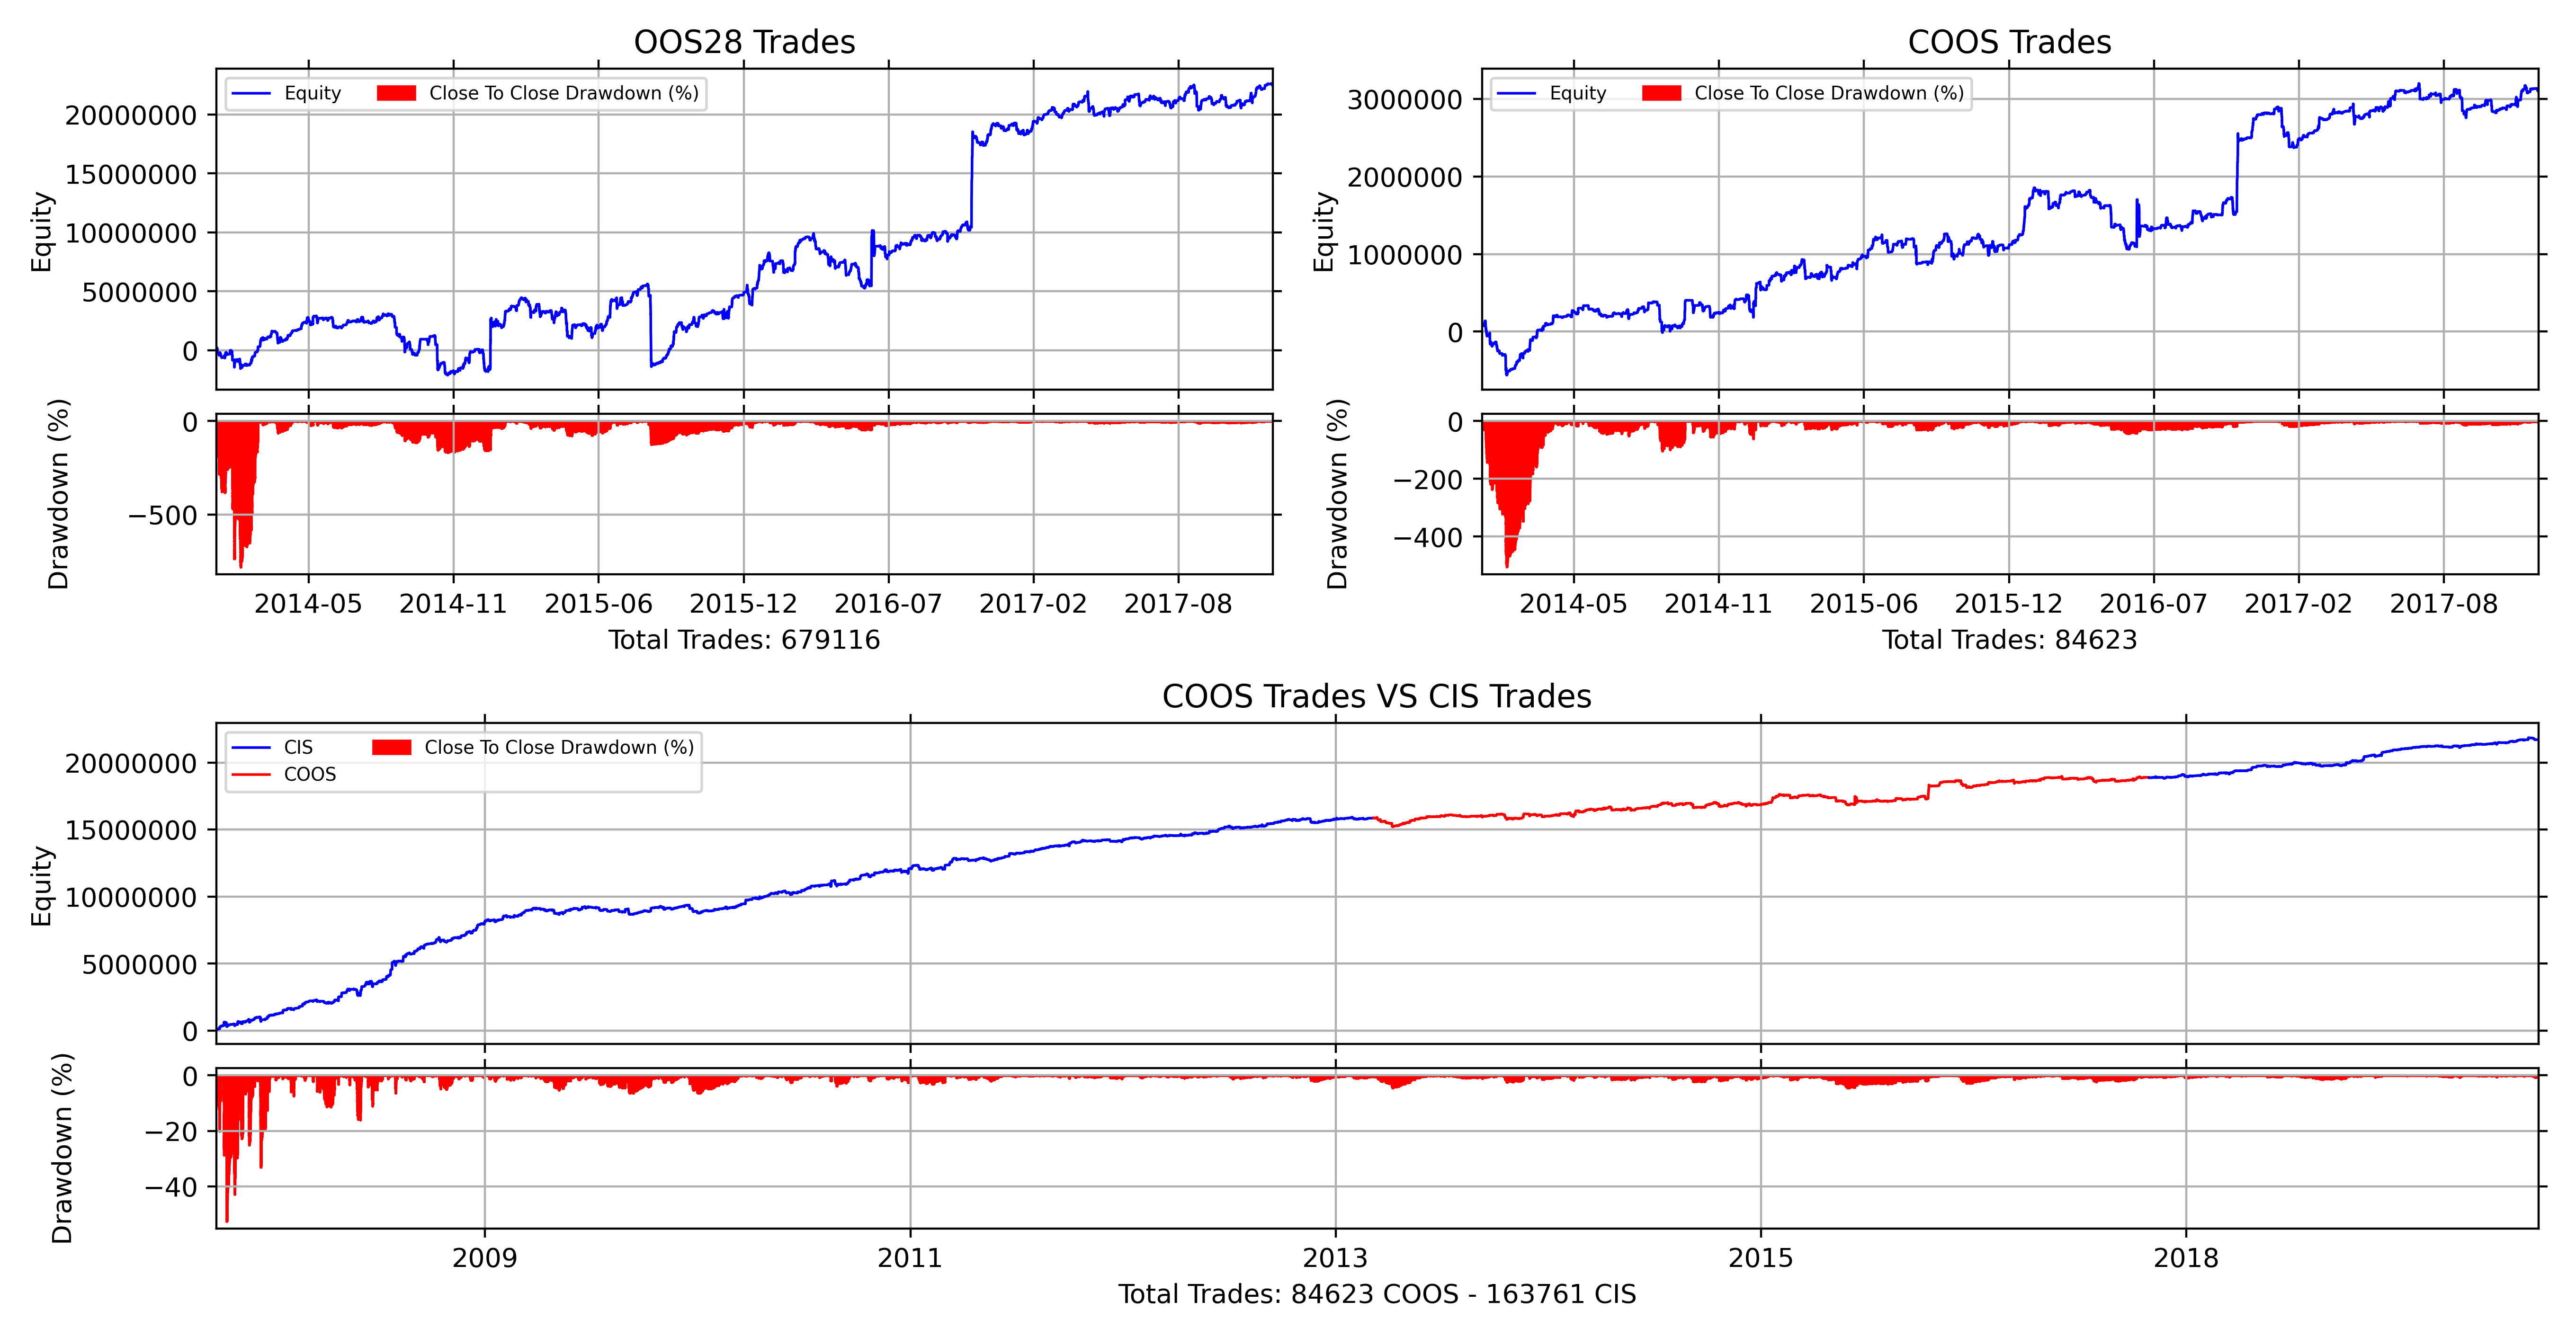 OOS28 Trades
Equity
Close To Close Drawdown (%)
Equity
20000000
15000000
10000000
5000000
0
Drawdown (%)
0
−500
2014-05 2014-11 2015-06 2015-12 2016-07 2017-02 2017-08
Total Trades: 679116
COOS Trades
Equity
Close To Close Drawdown (%)
Equity
3000000
2000000
1000000
0
Drawdown (%)
0
−200
−400
2014-05 2014-11 2015-06 2015-12 2016-07 2017-02 2017-08
Total Trades: 84623
COOS Trades VS CIS Trades
CIS
COOS
Close To Close Drawdown (%)
Equity
20000000
15000000
10000000
5000000
0
Drawdown (%)
0
−20
−40
2009 2011 2013 2015 2018
Total Trades: 84623 COOS - 163761 CIS